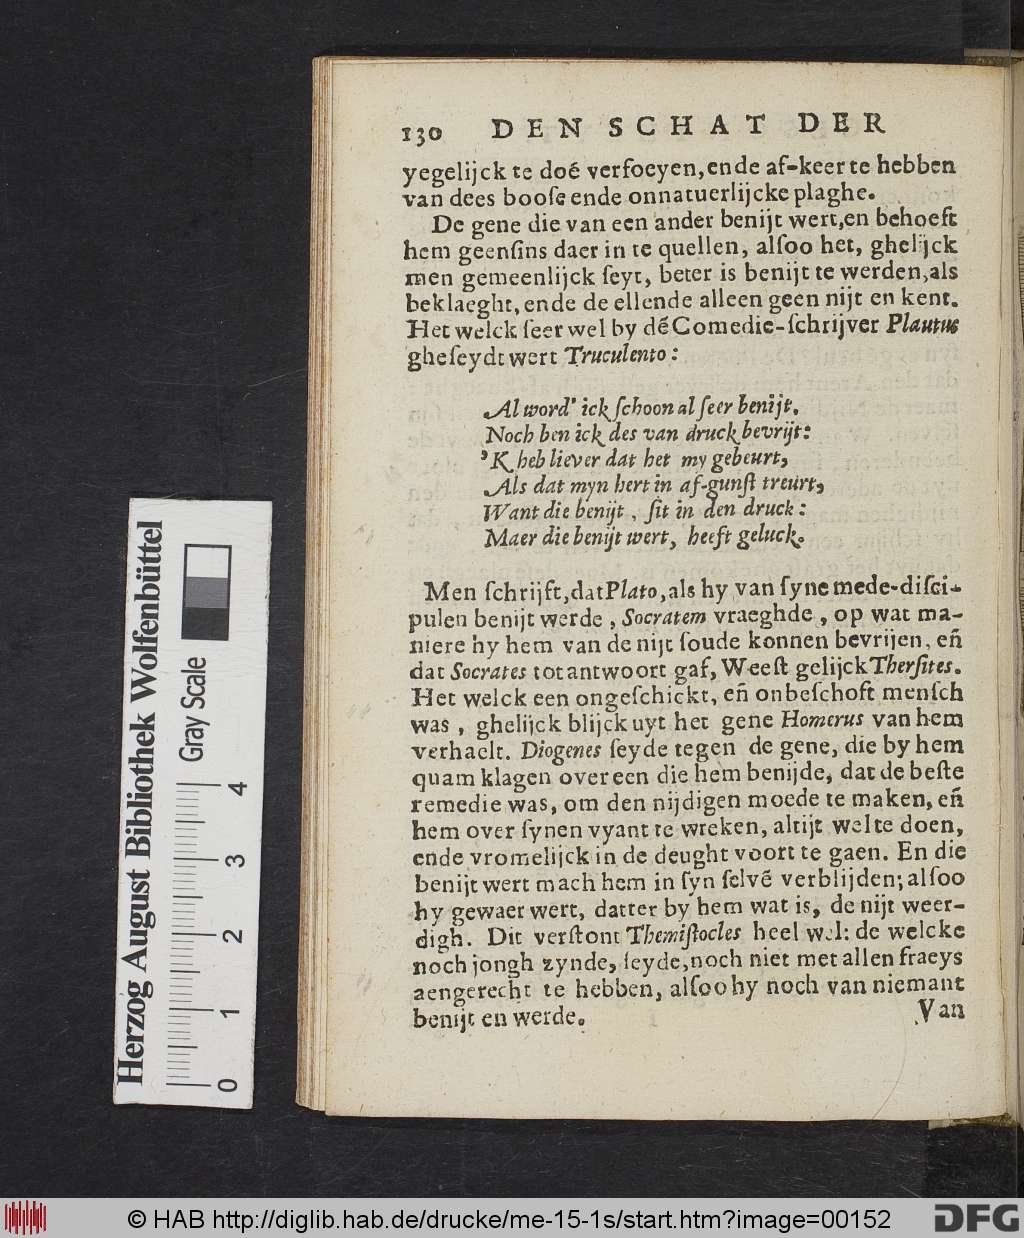 130 DEN SCHAT DER
yegelijck te doē verfoeyen, ende af-keer te hebben
van dees booſe ende onnatuerlijcke plaghe.
De gene die van een ander benijt wert, en behoeft
hem geenſins daer in te quellen, alſoo het, ghelijck
men gemeenlijck ſeyt, beter is benijt te werden, als
beklaeght, ende de ellende alleen geen nijt en kent.
Het welck ſeer wel by dē Comedie-ſchrijver Plautus
gheſeydt wert Truculento:
Al word' ick ſchoon al ſeer benijt,
Noch ben ick des van druck bevrijt:
'K heb liever dat het my gebeurt,
Als dat myn hert in af-gunſt treurt,
Want die benijt, ſit in den druck:
Maer die benijt wert, heeft geluck.
Men ſchrijft, dat Plato, als hy van ſyne mede-diſci-
pulen benijt werde, Socratem vraeghde, op wat ma-
niere hy hem van de nijt ſoude konnen bevrijen, en̄
dat Socrates tot antwoort gaf, Weeſt gelijck Therſites.
Het welck een ongeſchickt, en̄ onbeſchoft menſch
was, ghelijck blijckuyt het gene Homerus van hem
verhaelt. Diogenes ſeyde tegen de gene, die by hem
quam klagen over een die hem benijde, dat de beſte
remedie was, om den nijdigen moede te maken, en̄
hem over ſynen vyant te wreken, altijt wel te doen,
ende vromelijck in de deught voort te gaen. En die
benijt wert mach hem in ſyn ſelvē verblijden; alſoo
hy gewaer wert, datter by hem wat is, de nijt weer-
digh. Dit verſtont Themiſtocles heel wel: de welcke
noch jongh zynde, ſeyde, noch niet met allen fraeys
aengerecht te hebben, alſoo hy noch van niemant
benijt en werde.
Van
Herzog August Bibliothek Wolfenbüttel
Gray Scale
0 1 2 3 4
© HAB http://diglib.hab.de/drucke/me-15-1s/start.htm?image=00152
DFG